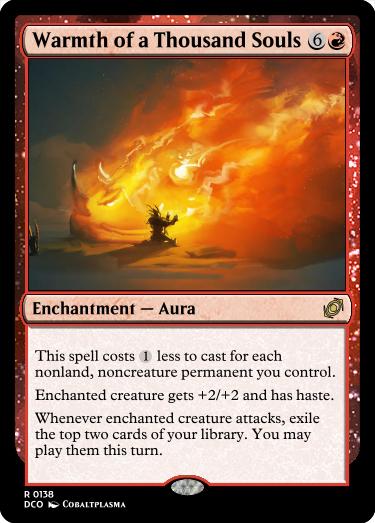 Warmth of a Thousand Souls 6
Enchantment — Aura
This spell costs 1 less to cast for each
nonland, noncreature permanent you control.
Enchanted creature gets +2/+2 and has haste.
Whenever enchanted creature attacks, exile
the top two cards of your library. You may
play them this turn.
R 0138
DCO Cobaltplasma